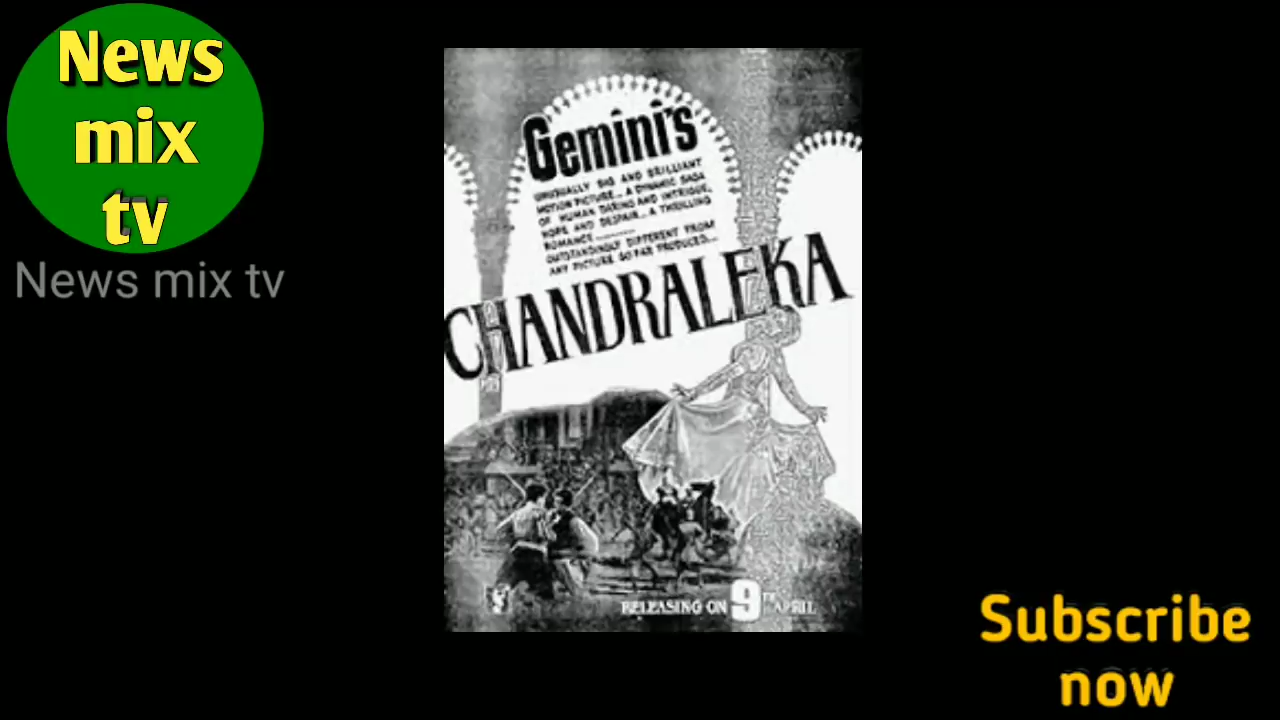 News
mix
tv
News mix tv
Gemini's
UNUSUALLY BIG AND BRILLIANT
MOTION PICTURE... A DYNAMIC SAGA
OF HUMAN DARING AND INTRIGUE,
HOPE AND DESPAIR... A THRILLING
ROMANCE
OUTSTANDINGLY DIFFERENT FROM
ANY PICTURE SO FAR PRODUCED...
CHANDRALEKA
RELEASING ON 9TH APRIL
Subscribe
now